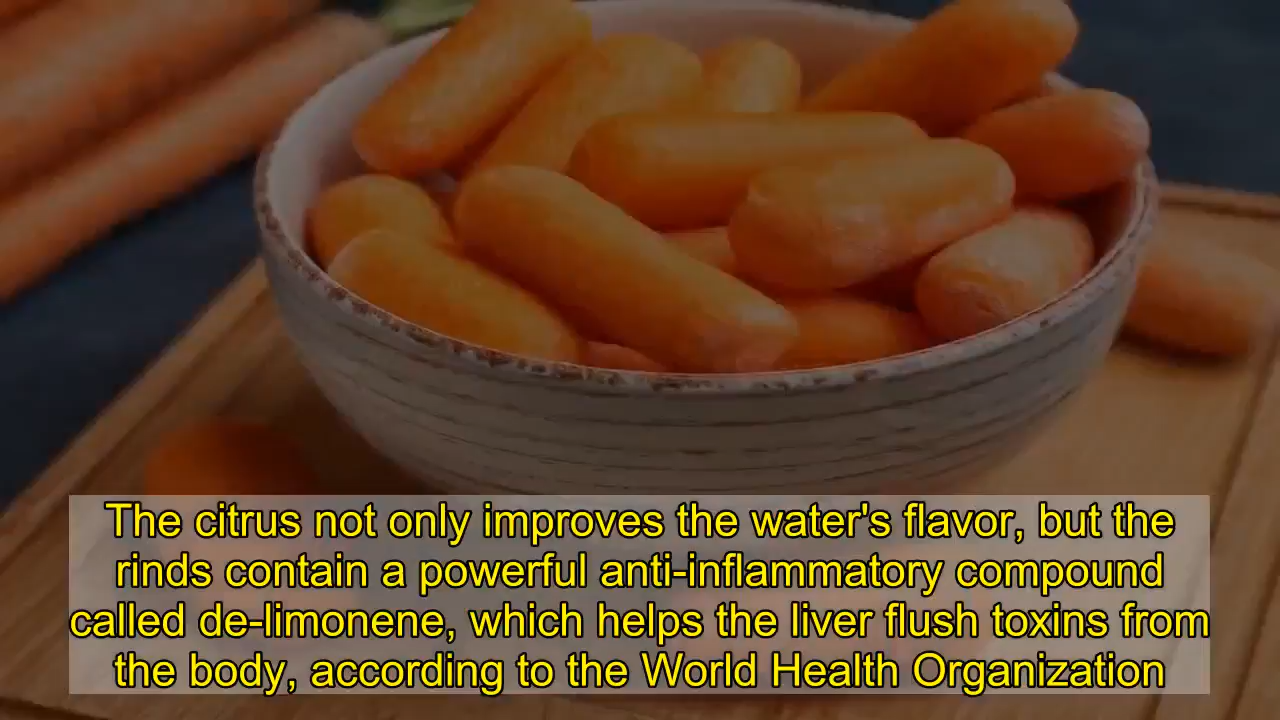 The citrus not only improves the water's flavor, but the
rinds contain a powerful anti-inflammatory compound
called de-limonene, which helps the liver flush toxins from
the body, according to the World Health Organization